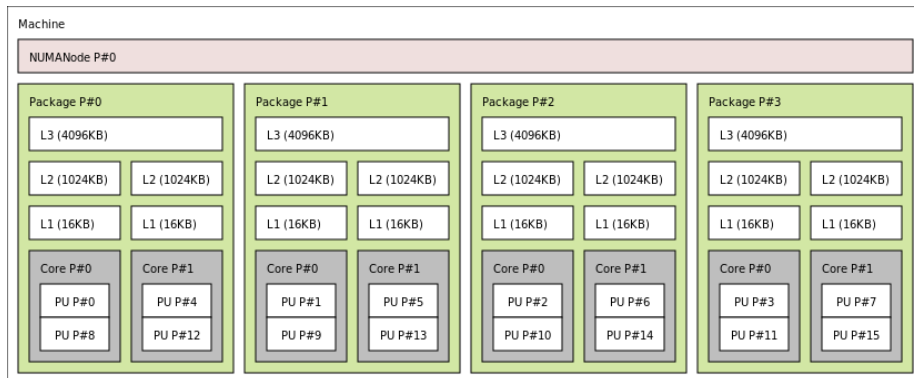 Machine
NUMANode P#0
Package P#0 Package P#1 Package P#2 Package P#3
L3 (4096KB) L3 (4096KB) L3 (4096KB) L3 (4096KB)
L2 (1024KB) L2 (1024KB) L2 (1024KB) L2 (1024KB) L2 (1024KB) L2 (1024KB) L2 (1024KB) L2 (1024KB)
L1 (16KB) L1 (16KB) L1 (16KB) L1 (16KB) L1 (16KB) L1 (16KB) L1 (16KB) L1 (16KB)
Core P#0 Core P#1 Core P#0 Core P#1 Core P#0 Core P#1 Core P#0 Core P#1
PU P#0 PU P#4 PU P#1 PU P#5 PU P#2 PU P#6 PU P#3 PU P#7
PU P#8 PU P#12 PU P#9 PU P#13 PU P#10 PU P#14 PU P#11 PU P#15